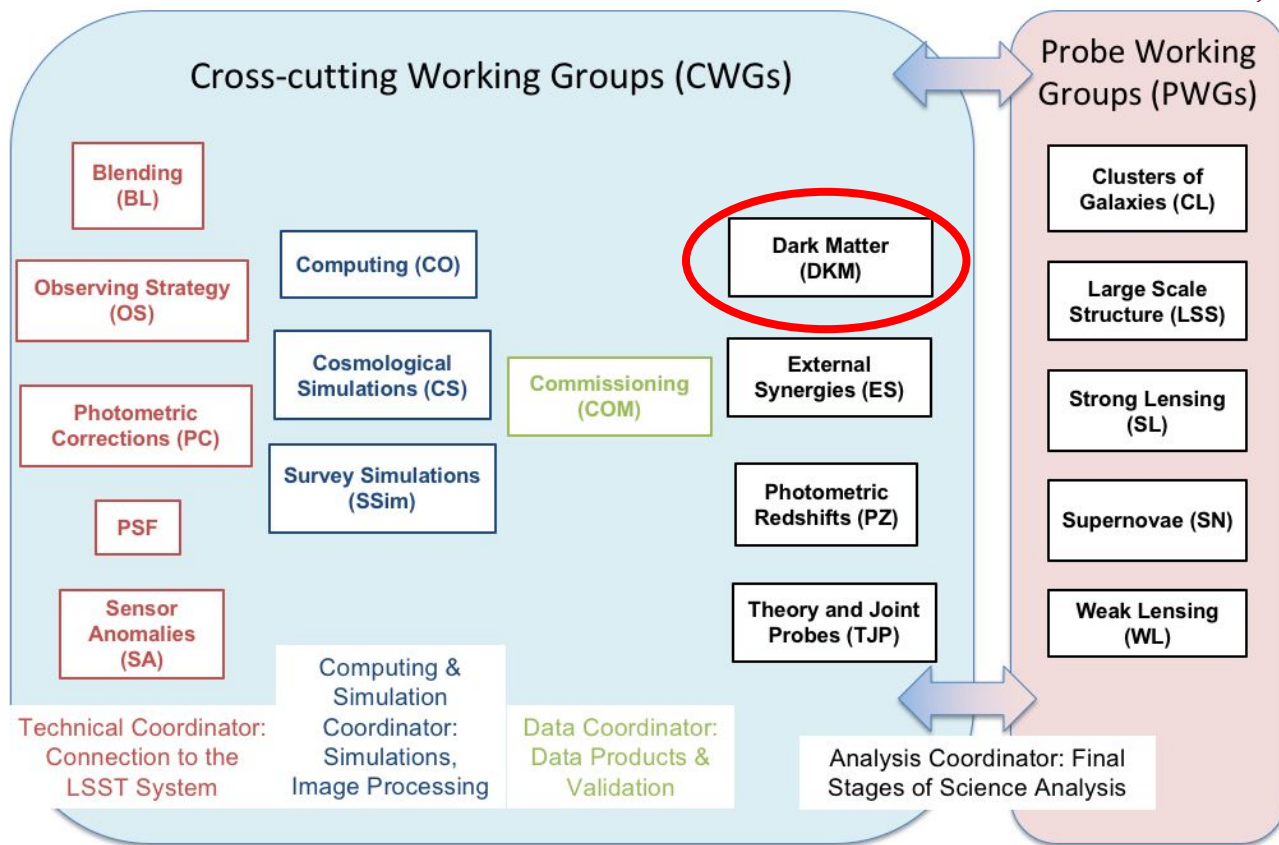 Cross-cutting Working Groups (CWGs)
Probe Working
Groups (PWGs)
Blending
(BL)
Observing Strategy
(OS)
Photometric
Corrections (PC)
PSF
Sensor
Anomalies
(SA)
Technical Coordinator:
Connection to the
LSST System
Computing (CO)
Cosmological
Simulations (CS)
Survey Simulations
(SSim)
Computing &
Simulation
Coordinator:
Simulations,
Image Processing
Commissioning
(COM)
Data Coordinator:
Data Products &
Validation
Dark Matter
(DKM)
External
Synergies (ES)
Photometric
Redshifts (PZ)
Theory and Joint
Probes (TJP)
Clusters of
Galaxies (CL)
Large Scale
Structure (LSS)
Strong Lensing
(SL)
Supernovae (SN)
Weak Lensing
(WL)
Analysis Coordinator: Final
Stages of Science Analysis